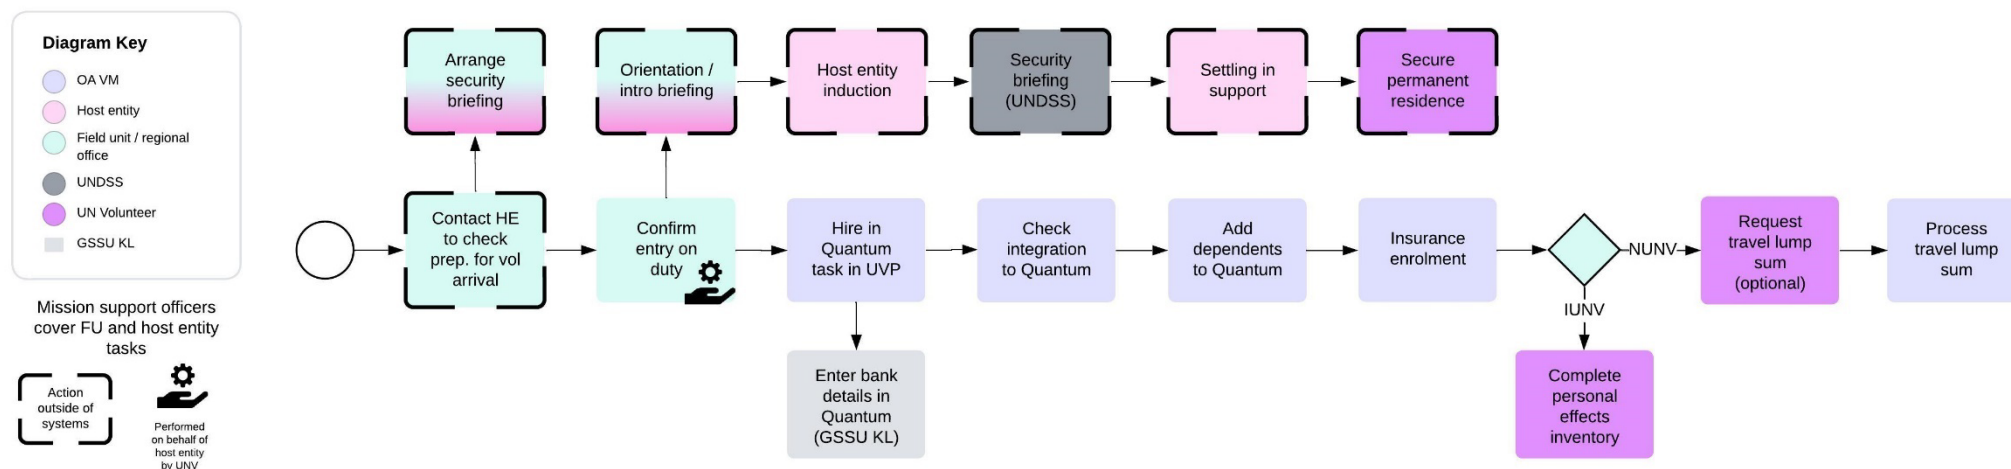 Diagram Key
OA VM
Host entity
Field unit / regional
office
UNDSS
UN Volunteer
GSSU KL
Mission support officers
cover FU and host entity
tasks
Action
outside of
systems
Performed
on behalf of
host entity
by UNV
Arrange
security
briefing
Orientation /
intro briefing
Host entity
induction
Security
briefing
(UNDSS)
Settling in
support
Secure
permanent
residence
Contact HE
to check
prep. for vol
arrival
Confirm
entry on
duty
Hire in
Quantum
task in UVP
Check
integration
to Quantum
Add
dependents
to Quantum
Insurance
enrolment
NUNV
Request
travel lump
sum
(optional)
Process
travel lump
sum
IUNV
Enter bank
details in
Quantum
(GSSU KL)
Complete
personal
effects
inventory